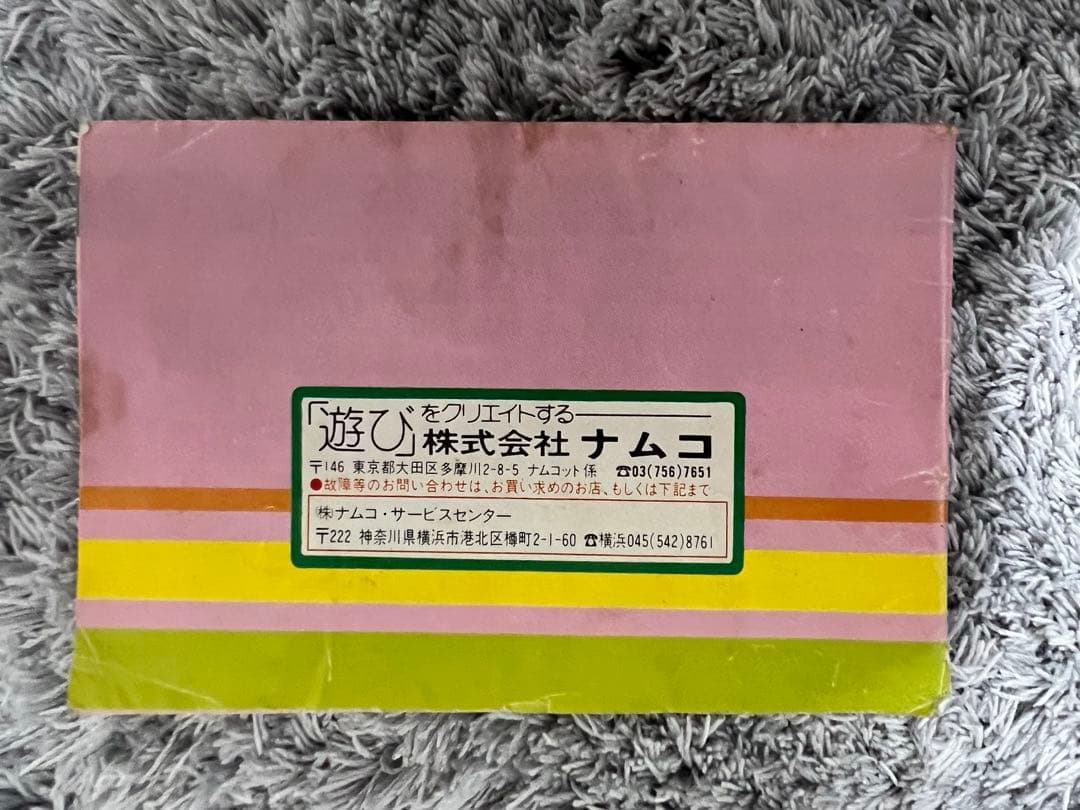 「遊び」をクリエイトする──
株式会社 ナムコ
〒146 東京都大田区多摩川2-8-5 ナムコット係 ☎03(756)7651
●故障等のお問い合わせは、お買い求めのお店、もしくは下記まで
㈱ナムコ・サービスセンター
〒222 神奈川県横浜市港北区樽町2-1-60 ☎横浜045(542)8761